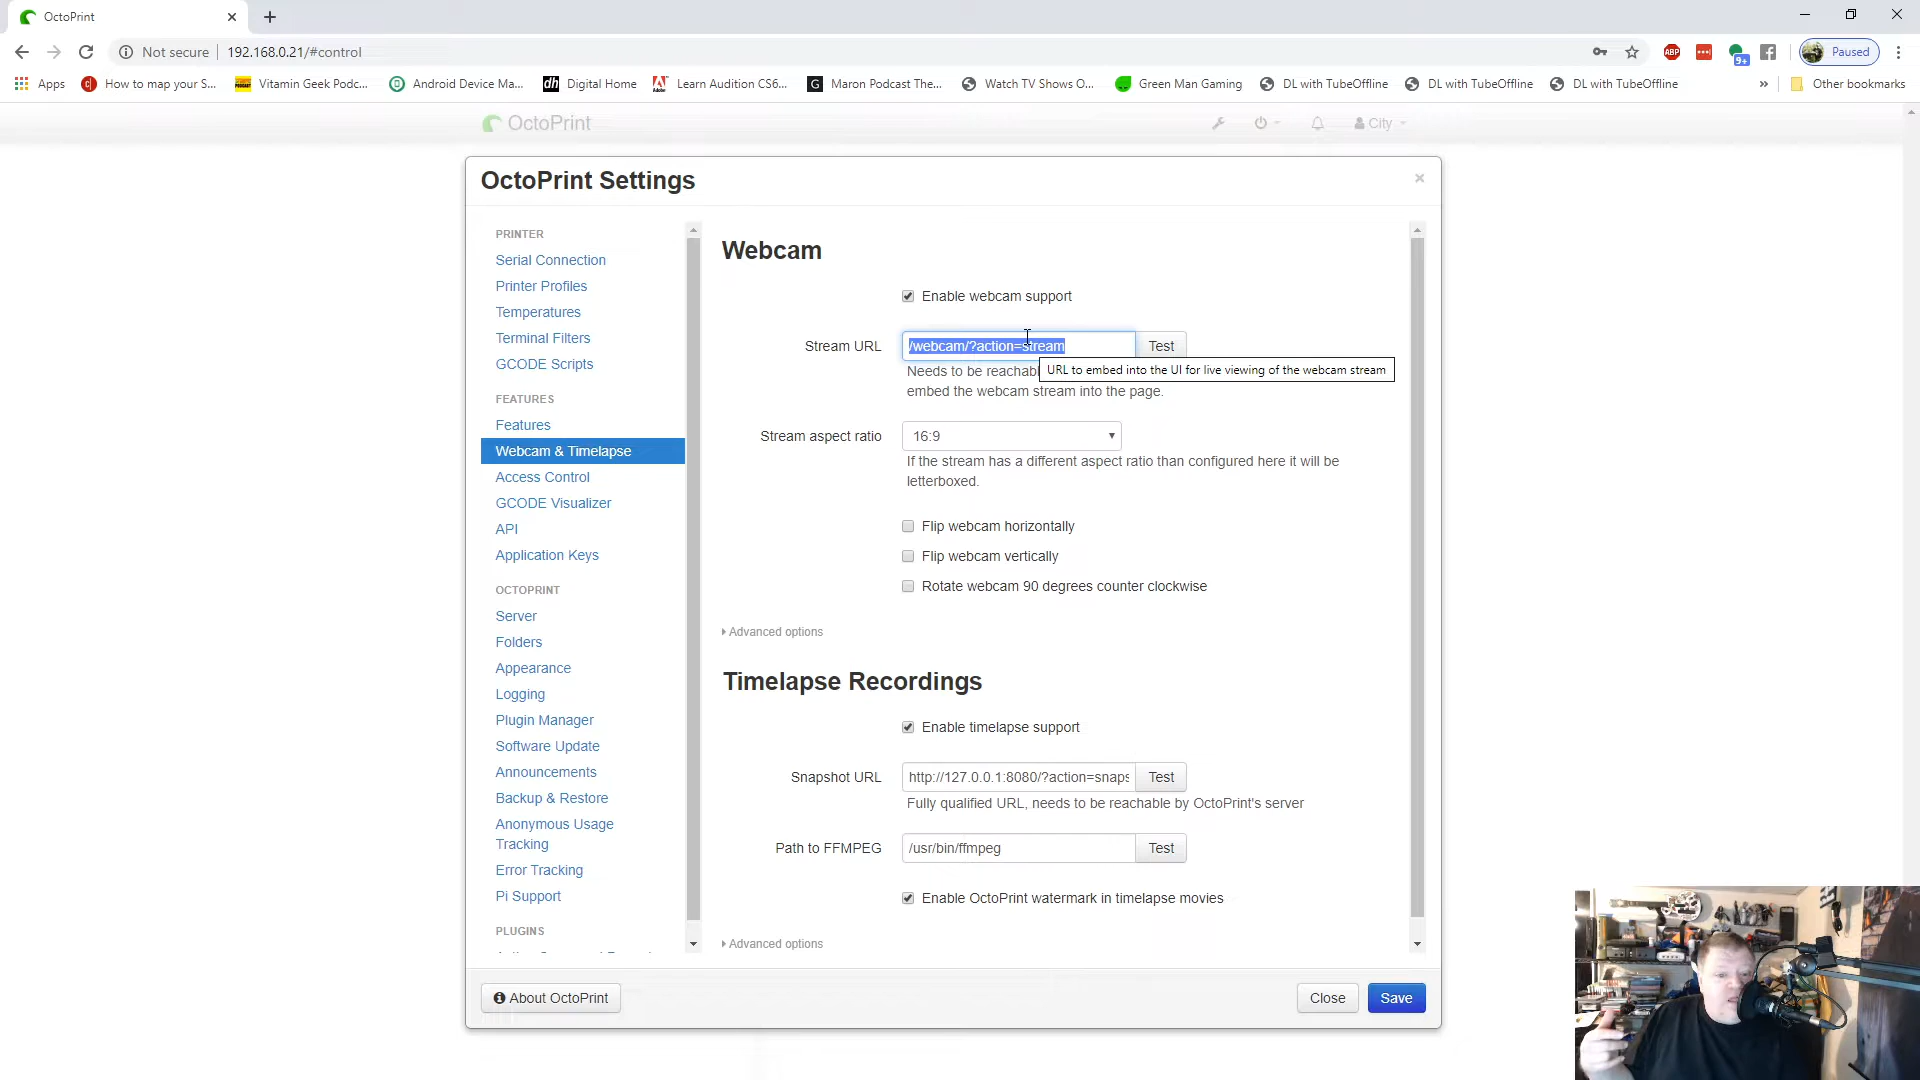 OctoPrint
Not secure
192.168.0.21/#control
ABP
9+
Paused
Apps
How to map your S...
Vitamin Geek Podc...
Android Device Ma...
dh
Digital Home
Learn Audition CS6...
G
Maron Podcast The...
Watch TV Shows O...
Green Man Gaming
DL with TubeOffline
DL with TubeOffline
DL with TubeOffline
»
Other bookmarks
OctoPrint
City
OctoPrint Settings
×
PRINTER
Serial Connection
Printer Profiles
Temperatures
Terminal Filters
GCODE Scripts
FEATURES
Features
Webcam & Timelapse
Access Control
GCODE Visualizer
API
Application Keys
OCTOPRINT
Server
Folders
Appearance
Logging
Plugin Manager
Software Update
Announcements
Backup & Restore
Anonymous Usage
Tracking
Error Tracking
Pi Support
PLUGINS
Webcam
Enable webcam support
Stream URL
/webcam/?action=stream
Test
Needs to be reachab
URL to embed into the UI for live viewing of the webcam stream
embed the webcam stream into the page.
Stream aspect ratio
16:9
If the stream has a different aspect ratio than configured here it will be
letterboxed.
Flip webcam horizontally
Flip webcam vertically
Rotate webcam 90 degrees counter clockwise
Advanced options
Timelapse Recordings
Enable timelapse support
Snapshot URL
http://127.0.0.1:8080/?action=snaps
Test
Fully qualified URL, needs to be reachable by OctoPrint's server
Path to FFMPEG
/usr/bin/ffmpeg
Test
Enable OctoPrint watermark in timelapse movies
Advanced options
About OctoPrint
Close
Save